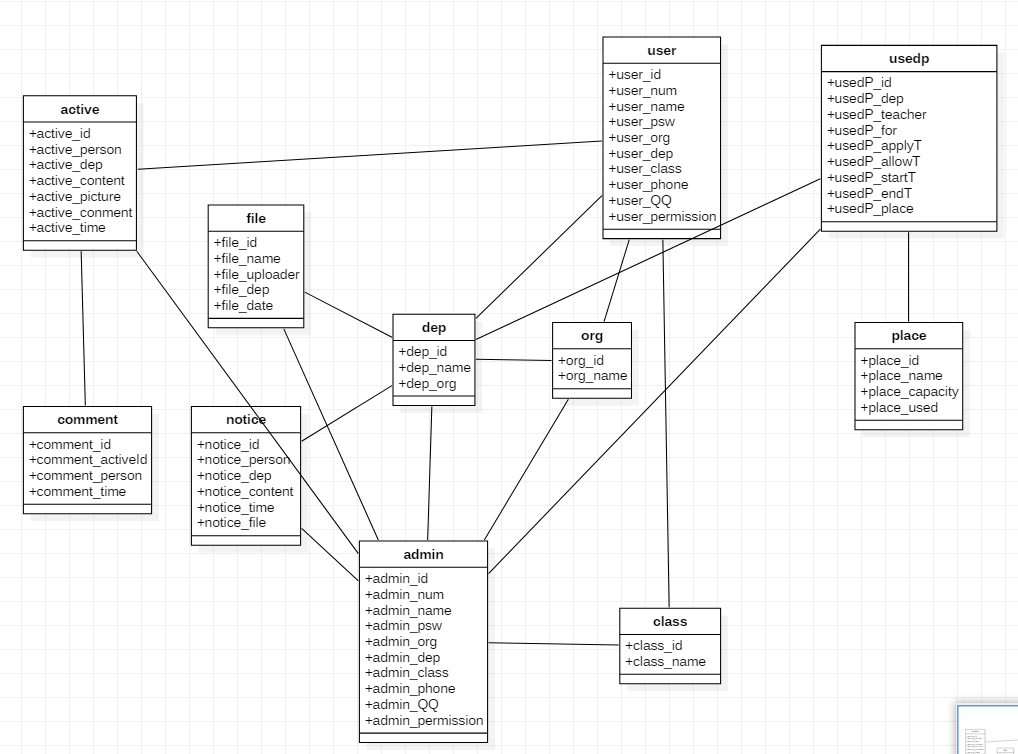 user
+user_id
+user_num
+user_name
+user_psw
+user_org
+user_dep
+user_class
+user_phone
+user_QQ
+user_permission
usedp
+usedP_id
+usedP_dep
+usedP_teacher
+usedP_for
+usedP_applyT
+usedP_allowT
+usedP_startT
+usedP_endT
+usedP_place
active
+active_id
+active_person
+active_dep
+active_content
+active_picture
+active_conment
+active_time
file
+file_id
+file_name
+file_uploader
+file_dep
+file_date
dep
+dep_id
+dep_name
+dep_org
org
+org_id
+org_name
place
+place_id
+place_name
+place_capacity
+place_used
comment
+comment_id
+comment_activeId
+comment_person
+comment_time
notice
+notice_id
+notice_person
+notice_dep
+notice_content
+notice_time
+notice_file
admin
+admin_id
+admin_num
+admin_name
+admin_psw
+admin_org
+admin_dep
+admin_class
+admin_phone
+admin_QQ
+admin_permission
class
+class_id
+class_name